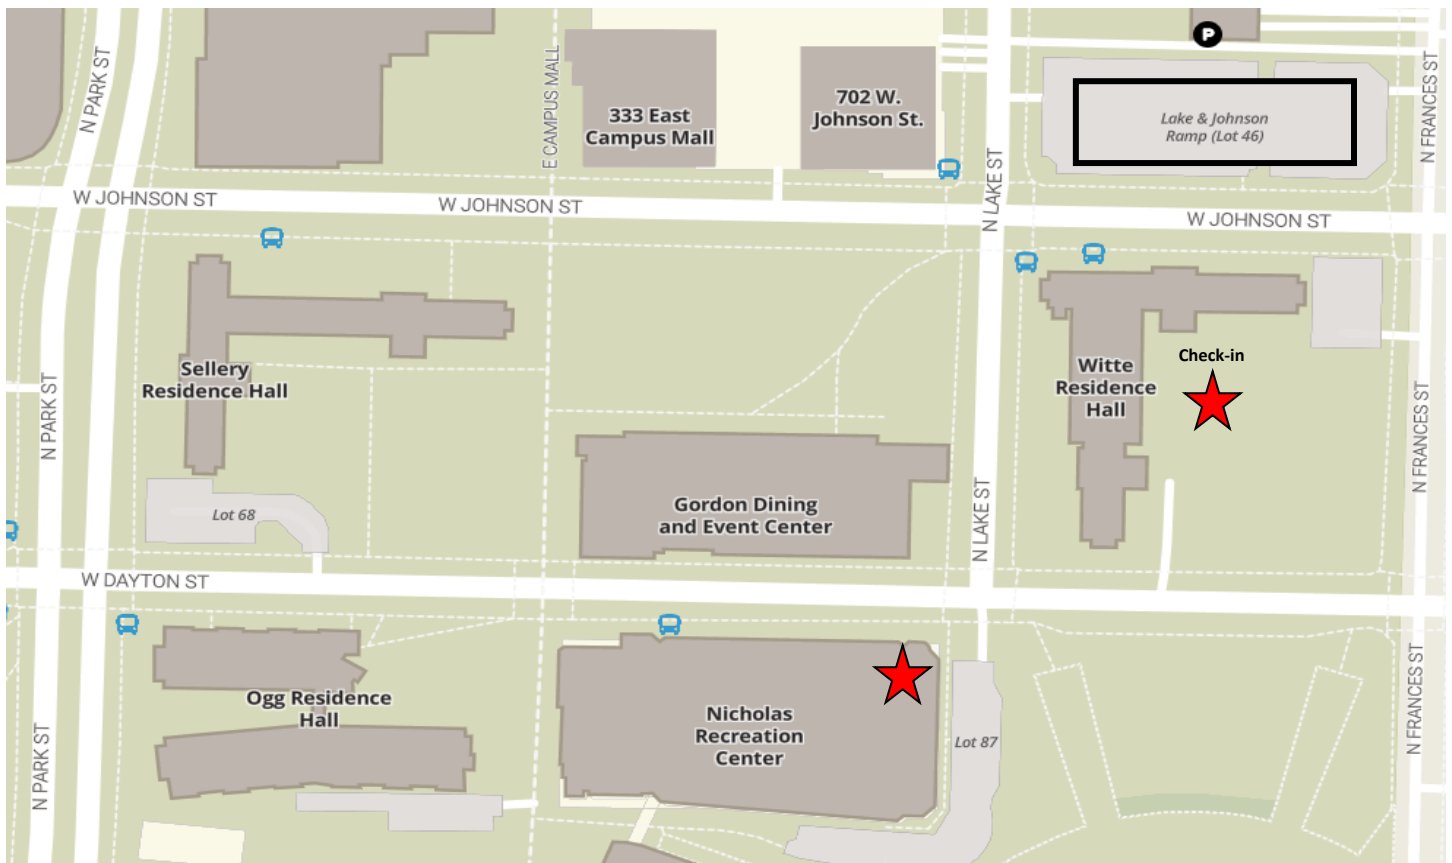 N PARK ST
E CAMPUS MALL
333 East
Campus Mall
702 W.
Johnson St.
P
Lake & Johnson
Ramp (Lot 46)
N FRANCES ST
N LAKE ST
W JOHNSON ST
W JOHNSON ST
W JOHNSON ST
Sellery
Residence Hall
Witte
Residence
Hall
Check-in
N PARK ST
N FRANCES ST
Lot 68
Gordon Dining
and Event Center
N LAKE ST
W DAYTON ST
Ogg Residence
Hall
Nicholas
Recreation
Center
Lot 87
N FRANCES ST
N PARK ST